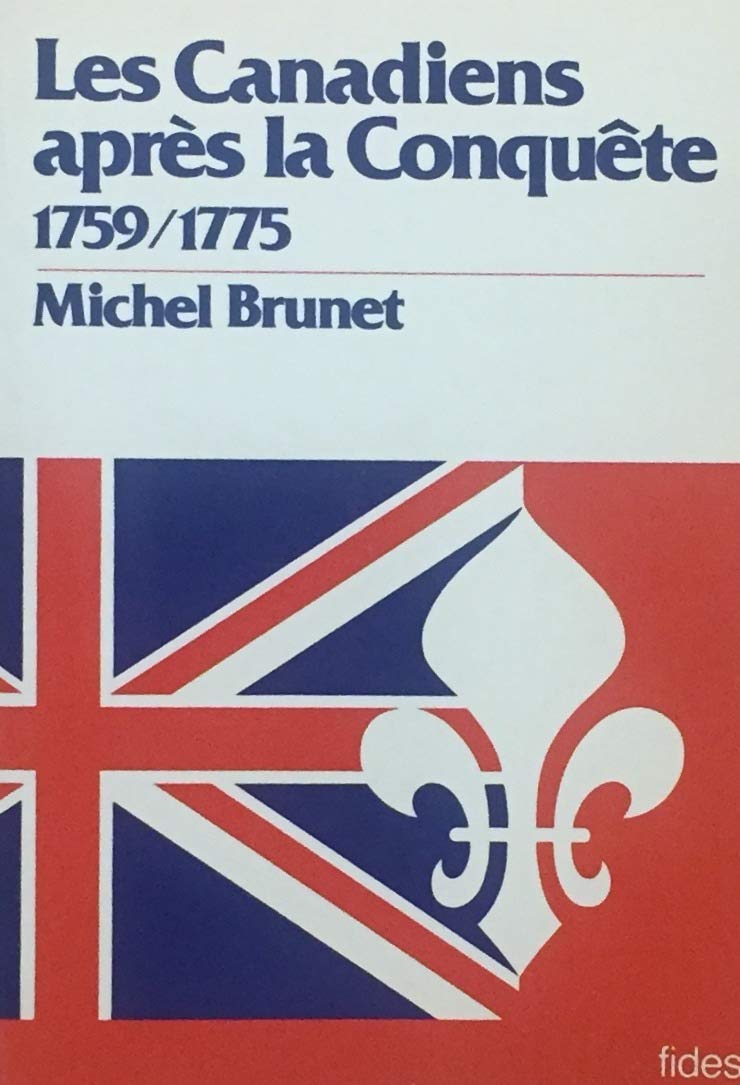 Les Canadiens
après la Conquête
1759/1775
Michel Brunet
fides